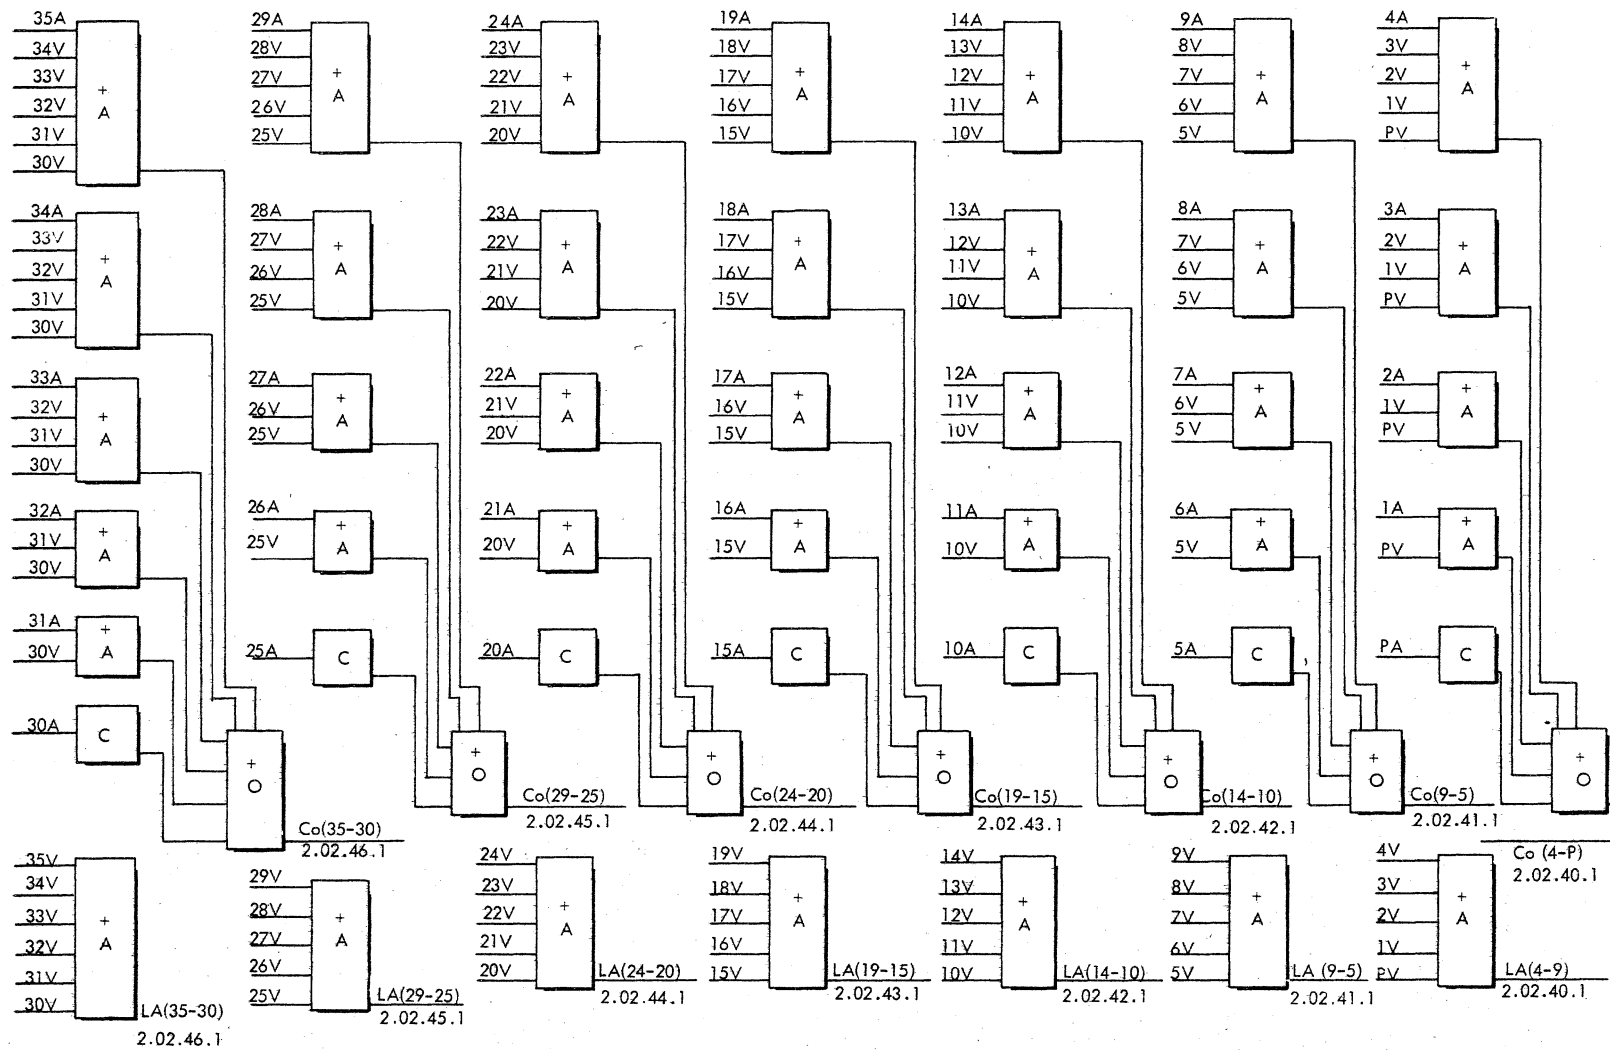 35A
34V
33V
32V
31V
30V
+
A
29A
28V
27V
26V
25V
+
A
24A
23V
22V
21V
20V
+
A
19A
18V
17V
16V
15V
+
A
14A
13V
12V
11V
10V
+
A
9A
8V
7V
6V
5V
+
A
4A
3V
2V
1V
PV
+
A
34A
33V
32V
31V
30V
+
A
28A
27V
26V
25V
+
A
23A
22V
21V
20V
+
A
18A
17V
16V
15V
+
A
13A
12V
11V
10V
+
A
8A
7V
6V
5V
+
A
3A
2V
1V
PV
+
A
33A
32V
31V
30V
+
A
27A
26V
25V
+
A
22A
21V
20V
+
A
17A
16V
15V
+
A
12A
11V
10V
+
A
7A
6V
5V
+
A
2A
1V
PV
+
A
32A
31V
30V
+
A
26A
25V
+
A
21A
20V
+
A
16A
15V
+
A
11A
10V
+
A
6A
5V
+
A
1A
PV
+
A
31A
30V
+
A
25A
C
20A
C
15A
C
10A
C
5A
C
PA
C
30A
C
+
O
Co(35-30)
2.02.46.1
+
O
Co(29-25)
2.02.45.1
+
O
Co(24-20)
2.02.44.1
+
O
Co(19-15)
2.02.43.1
+
O
Co(14-10)
2.02.42.1
+
O
Co(9-5)
2.02.41.1
+
O
Co (4-P)
2.02.40.1
35V
34V
33V
32V
31V
30V
+
A
LA(35-30)
2.02.46.1
29V
28V
27V
26V
25V
+
A
LA(29-25)
2.02.45.1
24V
23V
22V
21V
20V
+
A
LA(24-20)
2.02.44.1
19V
18V
17V
16V
15V
+
A
LA(19-15)
2.02.43.1
14V
13V
12V
11V
10V
+
A
LA(14-10)
2.02.42.1
9V
8V
7V
6V
5V
+
A
LA (9-5)
2.02.41.1
4V
3V
2V
1V
PV
+
A
LA(4-9)
2.02.40.1